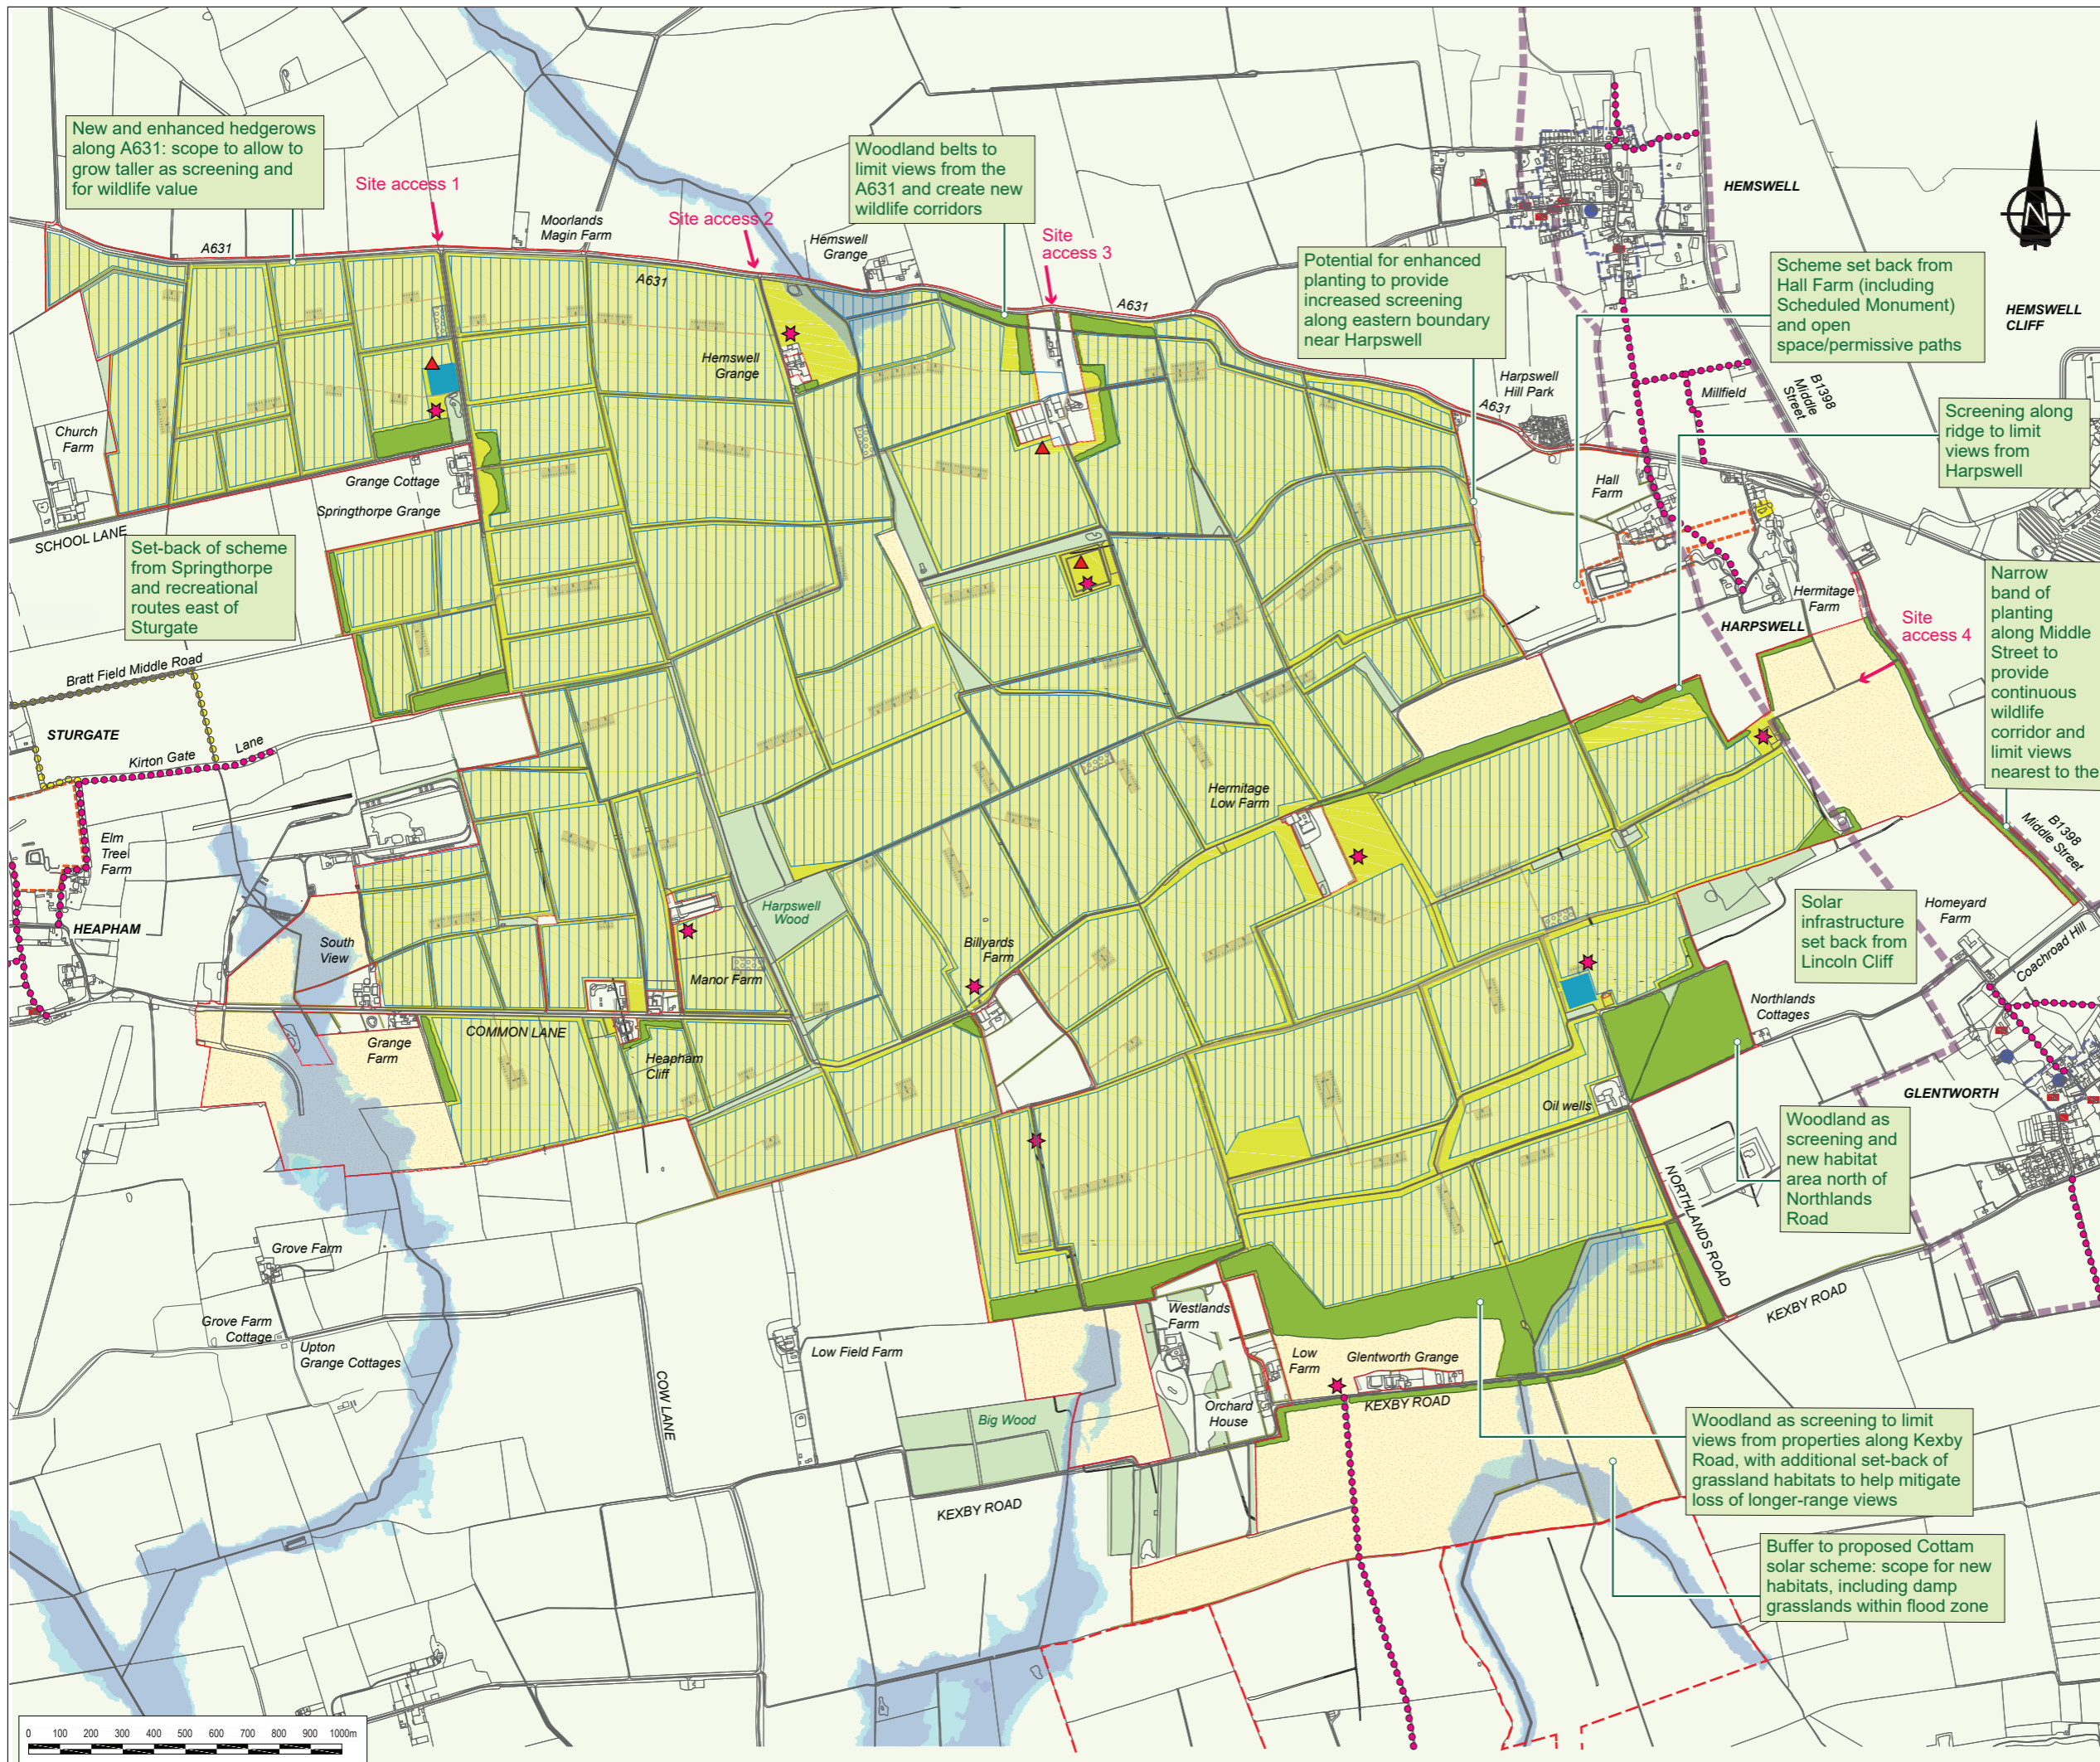 New and enhanced hedgerows
along A631: scope to allow to
grow taller as screening and
for wildlife value
Site access 1
Moorlands
Magin Farm
Site access 2
Woodland belts to
limit views from the
A631 and create new
wildlife corridors
Hemswell
Grange
Site
access 3
A631
A631
A631
A631
HEMSWELL
N
Potential for enhanced
planting to provide
increased screening
along eastern boundary
near Harpswell
Scheme set back from
Hall Farm (including
Scheduled Monument)
and open
space/permissive paths
HEMSWELL
CLIFF
Hemswell
Grange
Harpswell
Hill Park
Millfield
B1398
Middle
Street
Screening along
ridge to limit
views from
Harpswell
Church
Farm
Grange Cottage
Springthorpe Grange
SCHOOL LANE
Hall
Farm
Set-back of scheme
from Springthorpe
and recreational
routes east of
Sturgate
Narrow
band of
planting
along Middle
Street to
provide
continuous
wildlife
corridor and
limit views
nearest to the
Hermitage
Farm
HARPSWELL
Site
access 4
Bratt Field Middle Road
STURGATE
Kirton Gate
Lane
Hermitage
Low Farm
Elm
Treel
Farm
B1398
Middle Street
HEAPHAM
South
View
Harpswell
Wood
Billyards
Farm
Manor Farm
Solar
infrastructure
set back from
Lincoln Cliff
Homeyard
Farm
Coachroad Hill
Northlands
Cottages
COMMON LANE
Grange
Farm
Heapham
Cliff
Oil wells
GLENTWORTH
Woodland as
screening and
new habitat
area north of
Northlands
Road
NORTHLANDS ROAD
Grove Farm
Grove Farm
Cottage
Upton
Grange Cottages
COW LANE
Low Field Farm
Westlands
Farm
Low
Farm
Glentworth Grange
KEXBY ROAD
Orchard
House
KEXBY ROAD
Big Wood
KEXBY ROAD
Woodland as screening to limit
views from properties along Kexby
Road, with additional set-back of
grassland habitats to help mitigate
loss of longer-range views
Buffer to proposed Cottam
solar scheme: scope for new
habitats, including damp
grasslands within flood zone
0 100 200 300 400 500 600 700 800 900 1000m